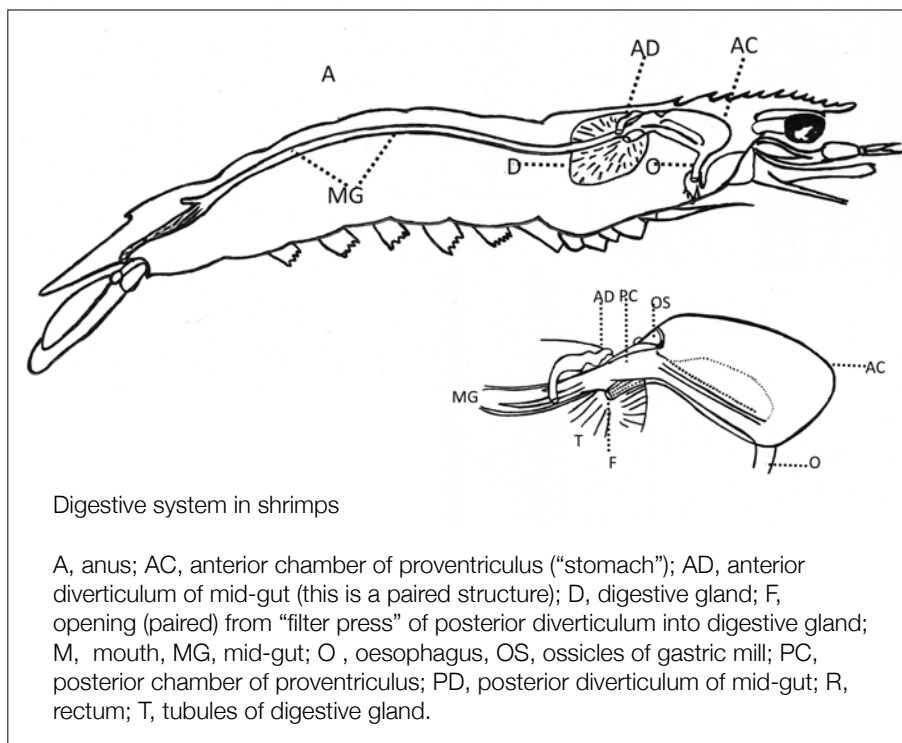 A
AD
AC
D
O
MG
AD PC
OS
AC
MG
T
F
O
Digestive system in shrimps
A, anus; AC, anterior chamber of proventriculus (“stomach”); AD, anterior
diverticulum of mid-gut (this is a paired structure); D, digestive gland; F,
opening (paired) from “filter press” of posterior diverticulum into digestive gland;
M, mouth, MG, mid-gut; O , oesophagus, OS, ossicles of gastric mill; PC,
posterior chamber of proventriculus; PD, posterior diverticulum of mid-gut; R,
rectum; T, tubules of digestive gland.